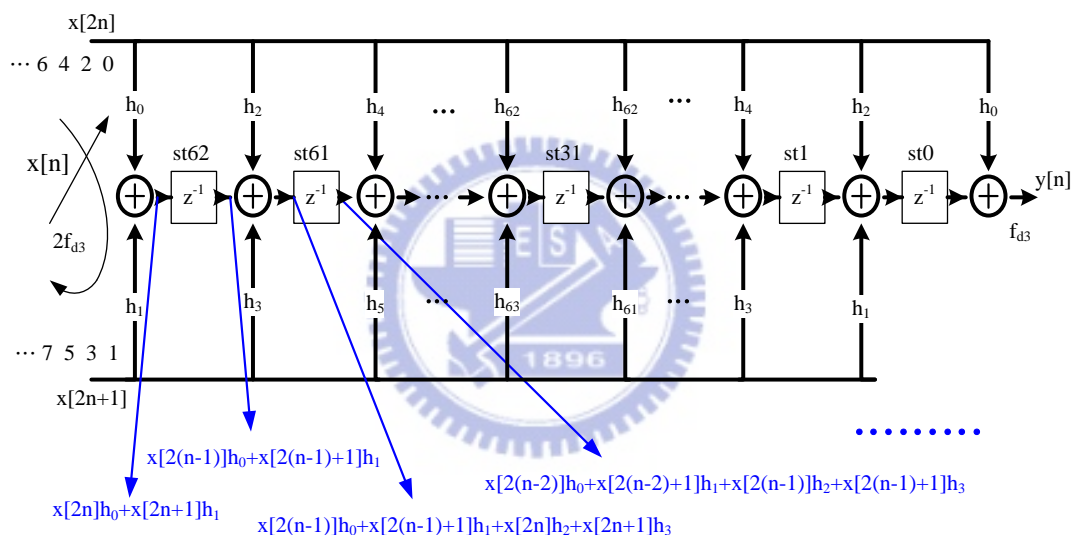 x[2n]
··· 6 4 2 0
h₀ h₂ h₄ ··· h₆₂ h₆₂ ··· h₄ h₂ h₀
x[n]
st62 st61 st31 st1 st0
+ z⁻¹ + z⁻¹ + ··· + z⁻¹ + ··· + z⁻¹ + z⁻¹ + y[n]
f_d3
2f_d3
E S A
B
h₁ h₃ h₅ ··· h₆₃ h₆₁ ··· h₃ h₁
··· 7 5 3 1
1896
x[2n+1]
·········
x[2(n-1)]h₀+x[2(n-1)+1]h₁
x[2(n-2)]h₀+x[2(n-2)+1]h₁+x[2(n-1)]h₂+x[2(n-1)+1]h₃
x[2n]h₀+x[2n+1]h₁
x[2(n-1)]h₀+x[2(n-1)+1]h₁+x[2n]h₂+x[2n+1]h₃